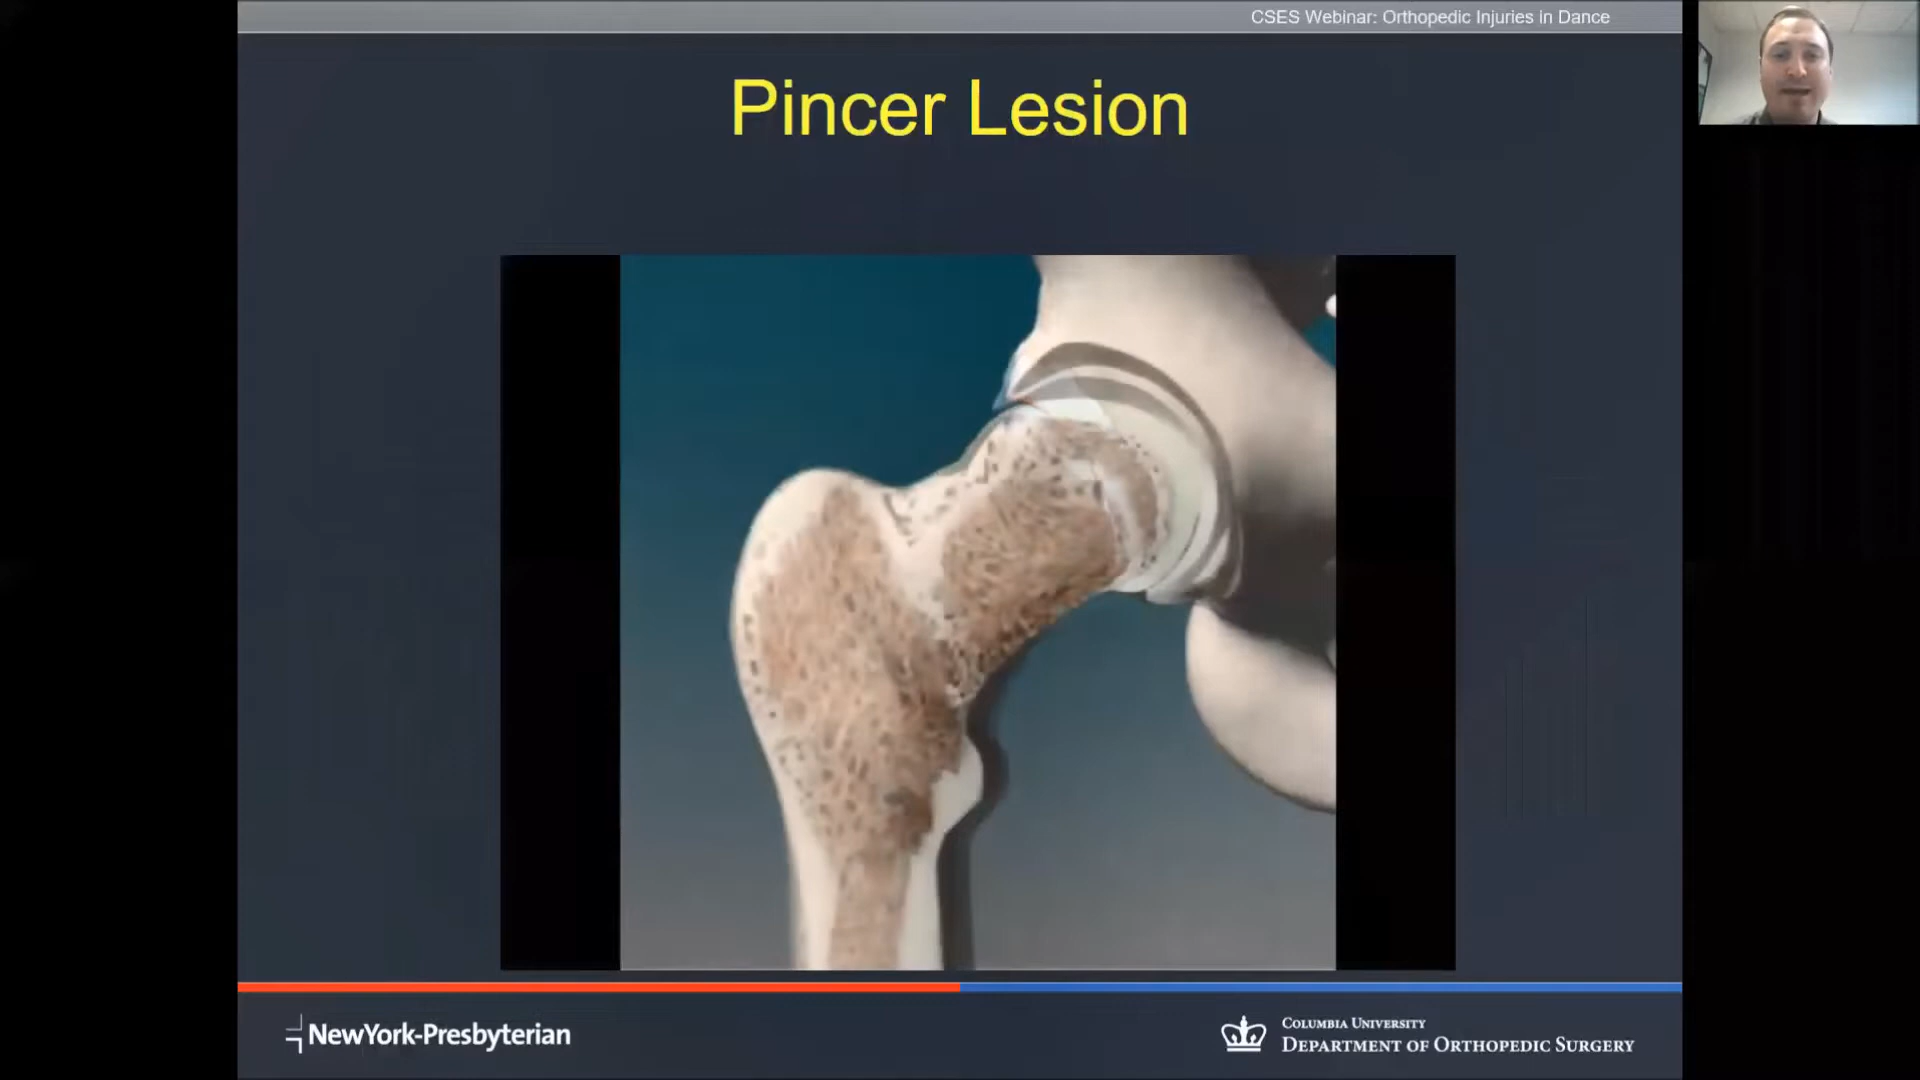 CSES Webinar: Orthopedic Injuries in Dance
Pincer Lesion
NewYork-Presbyterian
COLUMBIA UNIVERSITY
DEPARTMENT OF ORTHOPEDIC SURGERY